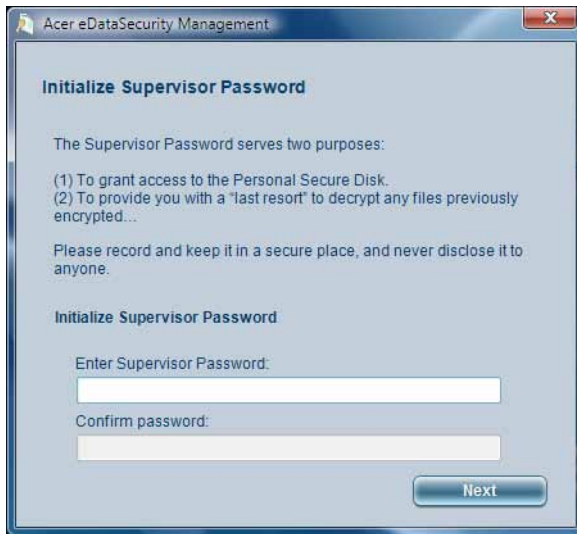 Acer eDataSecurity Management
Initialize Supervisor Password
The Supervisor Password serves two purposes:
(1) To grant access to the Personal Secure Disk.
(2) To provide you with a “last resort” to decrypt any files previously
encrypted...
Please record and keep it in a secure place, and never disclose it to
anyone.
Initialize Supervisor Password
Enter Supervisor Password:
Confirm password:
Next